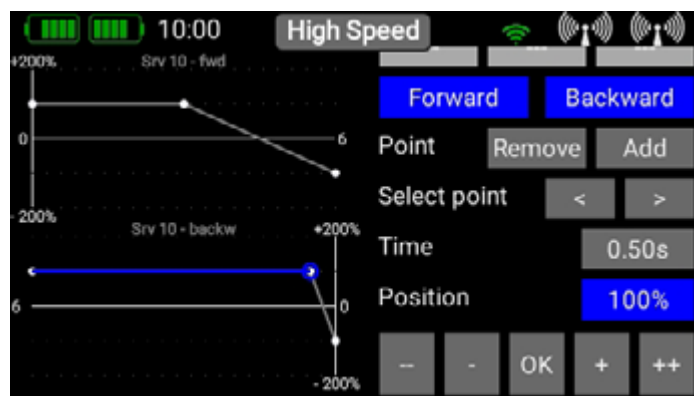 10:00 High Speed
+200% Srv 10 - fwd
Forward Backward
0 6
Point Remove Add
Select point < >
- 200%
Srv 10 - backw +200%
Time 0.50s
6 0
Position 100%
-- - OK + ++
- 200%